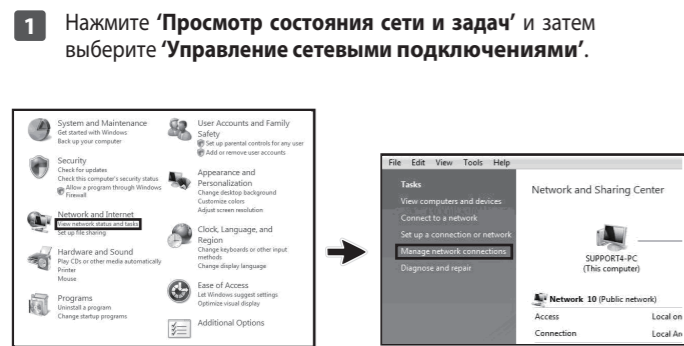 1
Нажмите ‘Просмотр состояния сети и задач’ и затем
выберите ‘Управление сетевыми подключениями’.
System and Maintenance
Get started with Windows
Back up your computer
Security
Check for updates
Check this computer's security status
Allow a program through Windows
Firewall
Network and Internet
View network status and tasks
Set up file sharing
Hardware and Sound
Play CDs or other media automatically
Printer
Mouse
Programs
Uninstall a program
Change startup programs
User Accounts and Family
Safety
Set up parental controls for any user
Add or remove user accounts
Appearance and
Personalization
Change desktop background
Customize colors
Adjust screen resolution
Clock, Language, and
Region
Change keyboards or other input
methods
Change display language
Ease of Access
Let Windows suggest settings
Optimize visual display
Additional Options
File Edit View Tools Help
Tasks
View computers and devices
Connect to a network
Set up a connection or network
Manage network connections
Diagnose and repair
Network and Sharing Center
SUPPORT4-PC
(This computer)
Network 10 (Public network)
Access Local on
Connection Local Ar